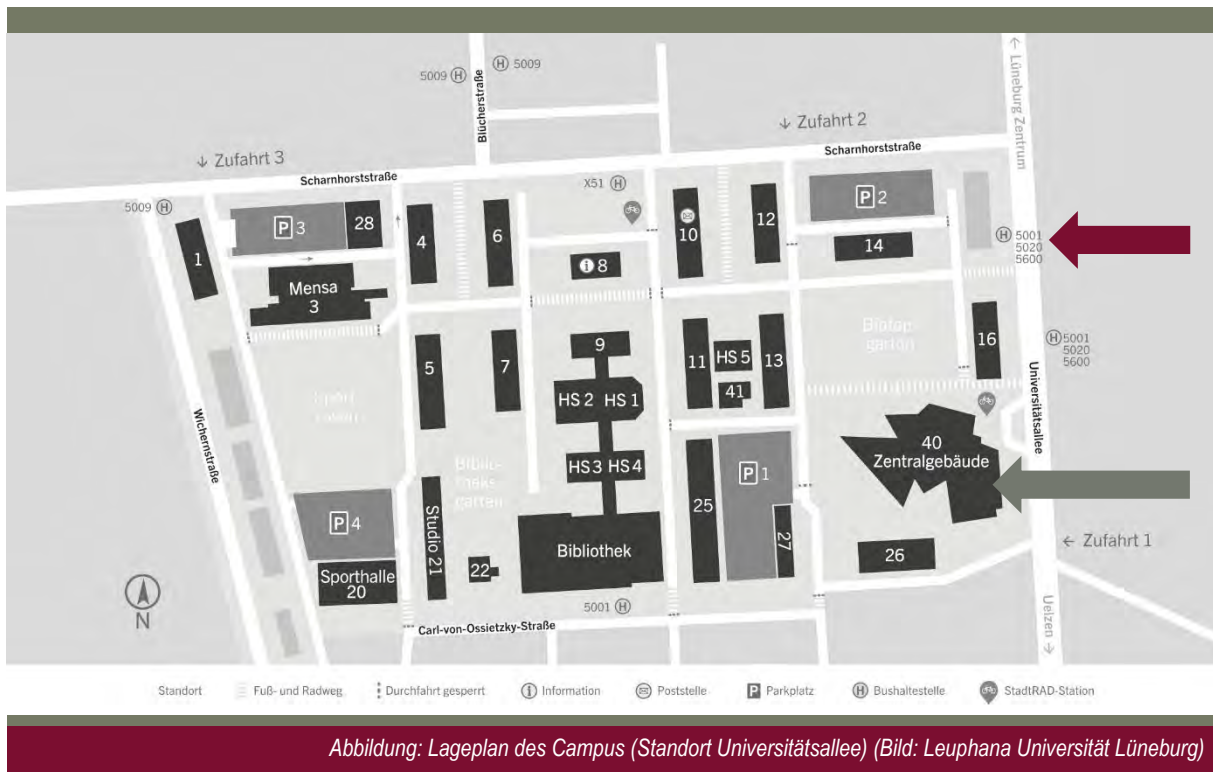 5009 H
H 5009
Blücherstraße
↑ Lüneburg Zentrum
↓ Zufahrt 2
Scharnhorststraße
↓ Zufahrt 3
Scharnhorststraße
X51 H
5009 H
P 3
28
4
6
10
12
P 2
14
H 5001
5020
5600
1
i 8
Mensa
3
Biotop-
garten
16
H 5001
5020
5600
9
11
HS 5
13
5
7
41
HS 2
HS 1
Universitätsallee
Wichernstraße
40
Zentralgebäude
Biblio-
theks-
garten
HS 3
HS 4
P 1
25
P 4
Studio 21
27
Bibliothek
26
← Zufahrt 1
22
Sporthalle
20
N
5001 H
Carl-von-Ossietzky-Straße
Uelzen ↓
Standort
Fuß- und Radweg
Durchfahrt gesperrt
i Information
Poststelle
P Parkplatz
H Bushaltestelle
StadtRAD-Station
Abbildung: Lageplan des Campus (Standort Universitätsallee) (Bild: Leuphana Universität Lüneburg)